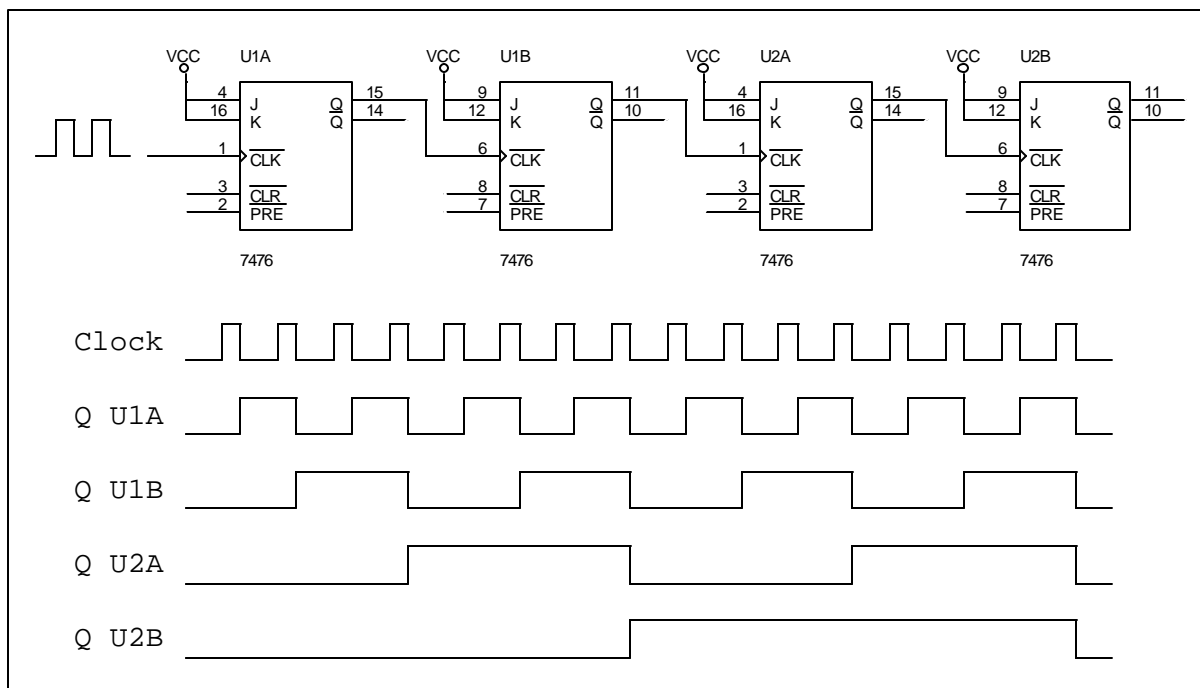 VCC U1A VCC U1B VCC U2A VCC U2B
4 J Q 15 9 J Q 11 4 J Q 15 9 J Q 11
16 K Q 14 12 K Q 10 16 K Q 14 12 K Q 10
1 CLK 6 CLK 1 CLK 6 CLK
3 CLR 8 CLR 3 CLR 8 CLR
2 PRE 7 PRE 2 PRE 7 PRE
7476 7476 7476 7476
Clock
Q U1A
Q U1B
Q U2A
Q U2B